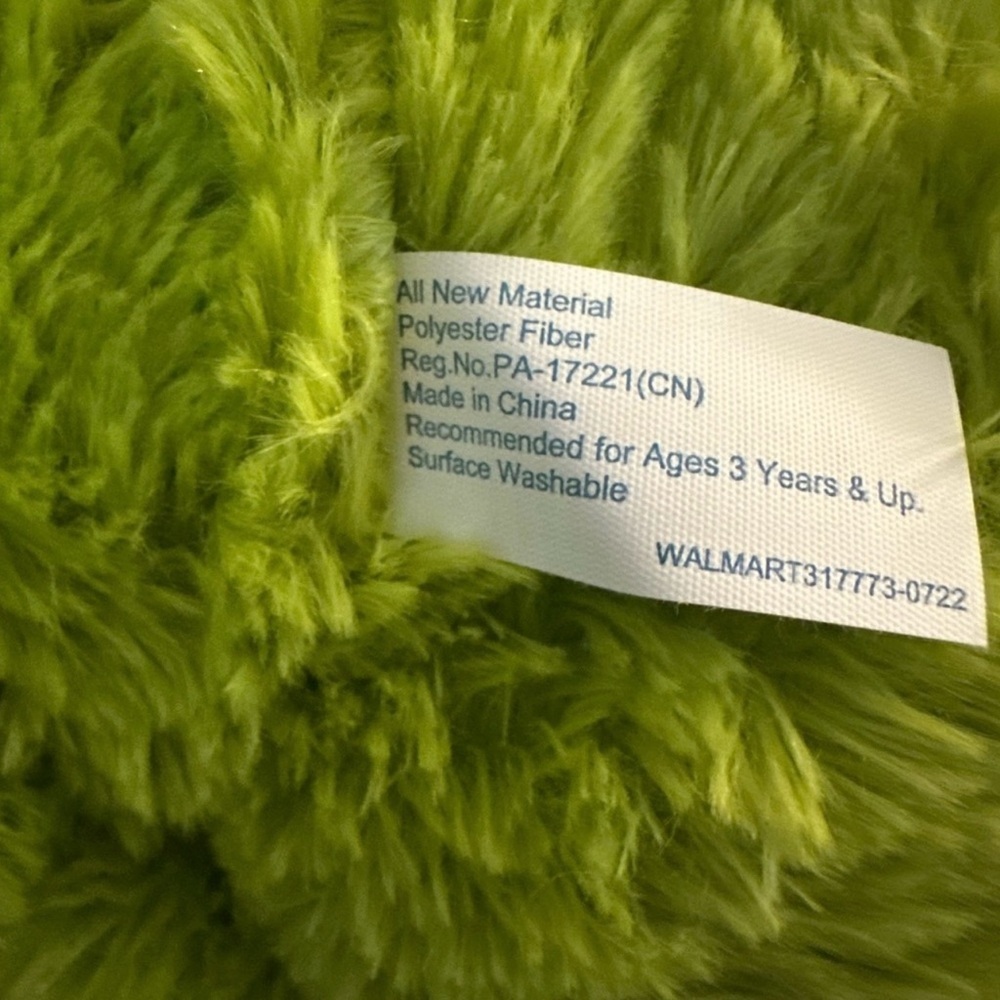 All New Material
Polyester Fiber
Reg.No.PA-17221(CN)
Made in China
Recommended for Ages 3 Years & Up.
Surface Washable
WALMART317773-0722